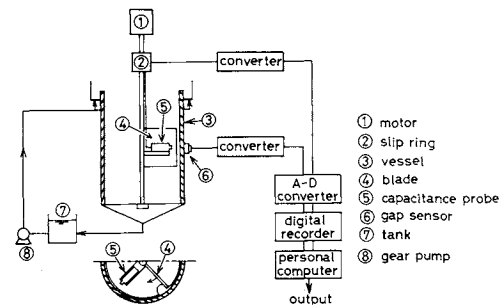 ①
②
converter
③
④
⑤
converter
⑥
⑦
⑧
⑤
④
A-D
converter
digital
recorder
personal
computer
output
① motor
② slip ring
③ vessel
④ blade
⑤ capacitance probe
⑥ gap sensor
⑦ tank
⑧ gear pump